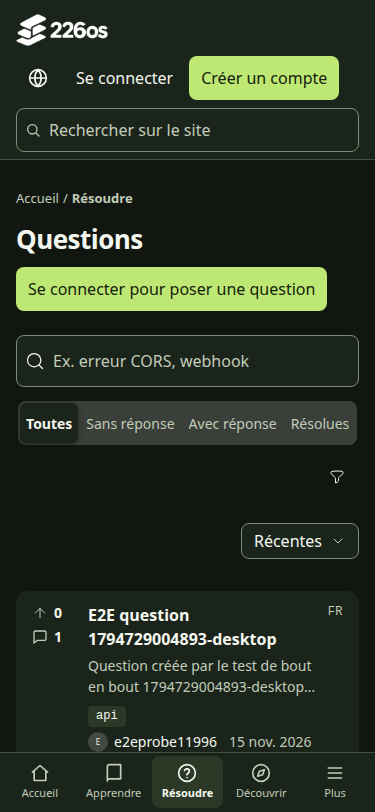 226os
Se connecter
Créer un compte
Rechercher sur le site
Accueil / Résoudre
Questions
Se connecter pour poser une question
Ex. erreur CORS, webhook
Toutes Sans réponse Avec réponse Résolues
Récentes
0
1
E2E question
1794729004893-desktop
FR
Question créée par le test de bout
en bout 1794729004893-desktop...
api
E e2eprobe11996 15 nov. 2026
Accueil Apprendre Résoudre Découvrir Plus